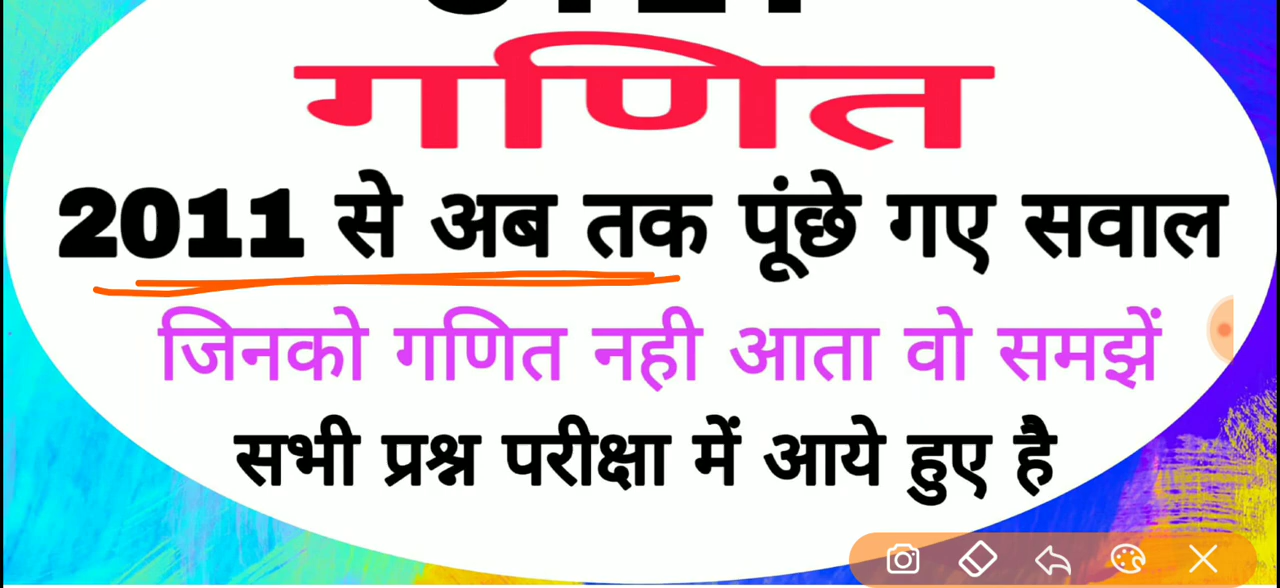 गणित
2011 से अब तक पूंछे गए सवाल
जिनको गणित नही आता वो समझें
सभी प्रश्न परीक्षा में आये हुए है